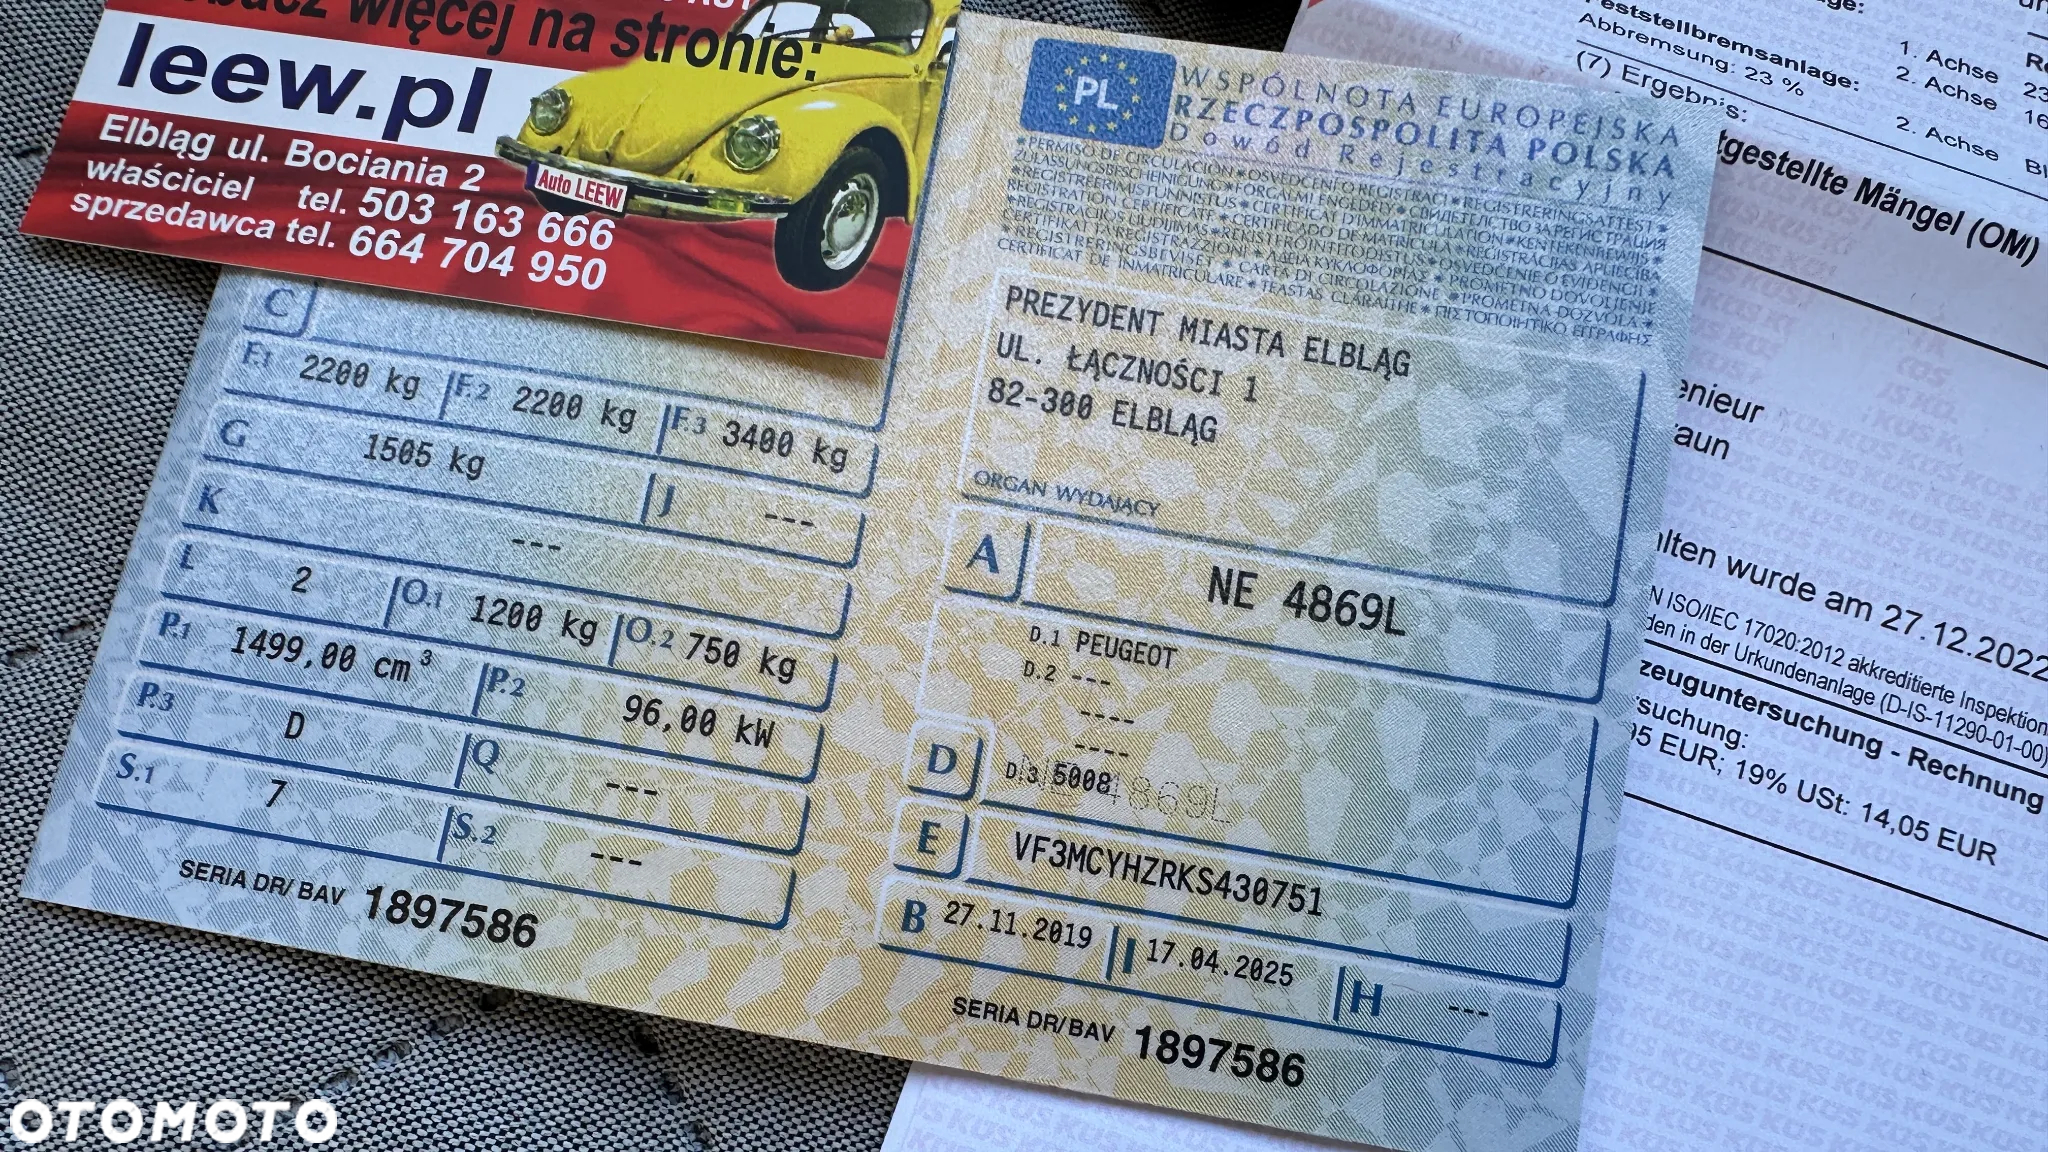 więcej na stronie:
leew.pl
Elbląg ul. Bociania 2
właściciel tel. 503 163 666
sprzedawca tel. 664 704 950
Auto LEEW
C
F.1 2200 kg F.2 2200 kg F.3 3400 kg
G 1505 kg J ---
K ---
L 2 O.1 1200 kg O.2 750 kg
P.1 1499,00 cm³ P.2 96,00 kW
P.3 D Q ---
S.1 7 S.2 ---
SERIA DR/BAV 1897586
PL
WSPÓLNOTA EUROPEJSKA
RZECZPOSPOLITA POLSKA
Dowód Rejestracyjny
PREZYDENT MIASTA ELBLĄG
UL. ŁĄCZNOŚCI 1
82-300 ELBLĄG
ORGAN WYDAJĄCY
A NE 4869L
D.1 PEUGEOT
D.2 ---
----
----
D D.3 5008
E VF3MCYHZRKS430751
B 27.11.2019 I 17.04.2025 H ---
SERIA DR/BAV 1897586
Feststellbremsanlage:
Abbremsung: 23 %
1. Achse
2. Achse
(7) Ergebnis:
2. Achse
tgestellte Mängel (OM)
enieur
aun
alten wurde am 27.12.2022
N ISO/IEC 17020:2012 akkreditierte Inspektion
den in der Urkundenanlage (D-IS-11290-01-00)
zeuguntersuchung - Rechnung
rsuchung:
95 EUR; 19% USt: 14,05 EUR
OTOMOTO